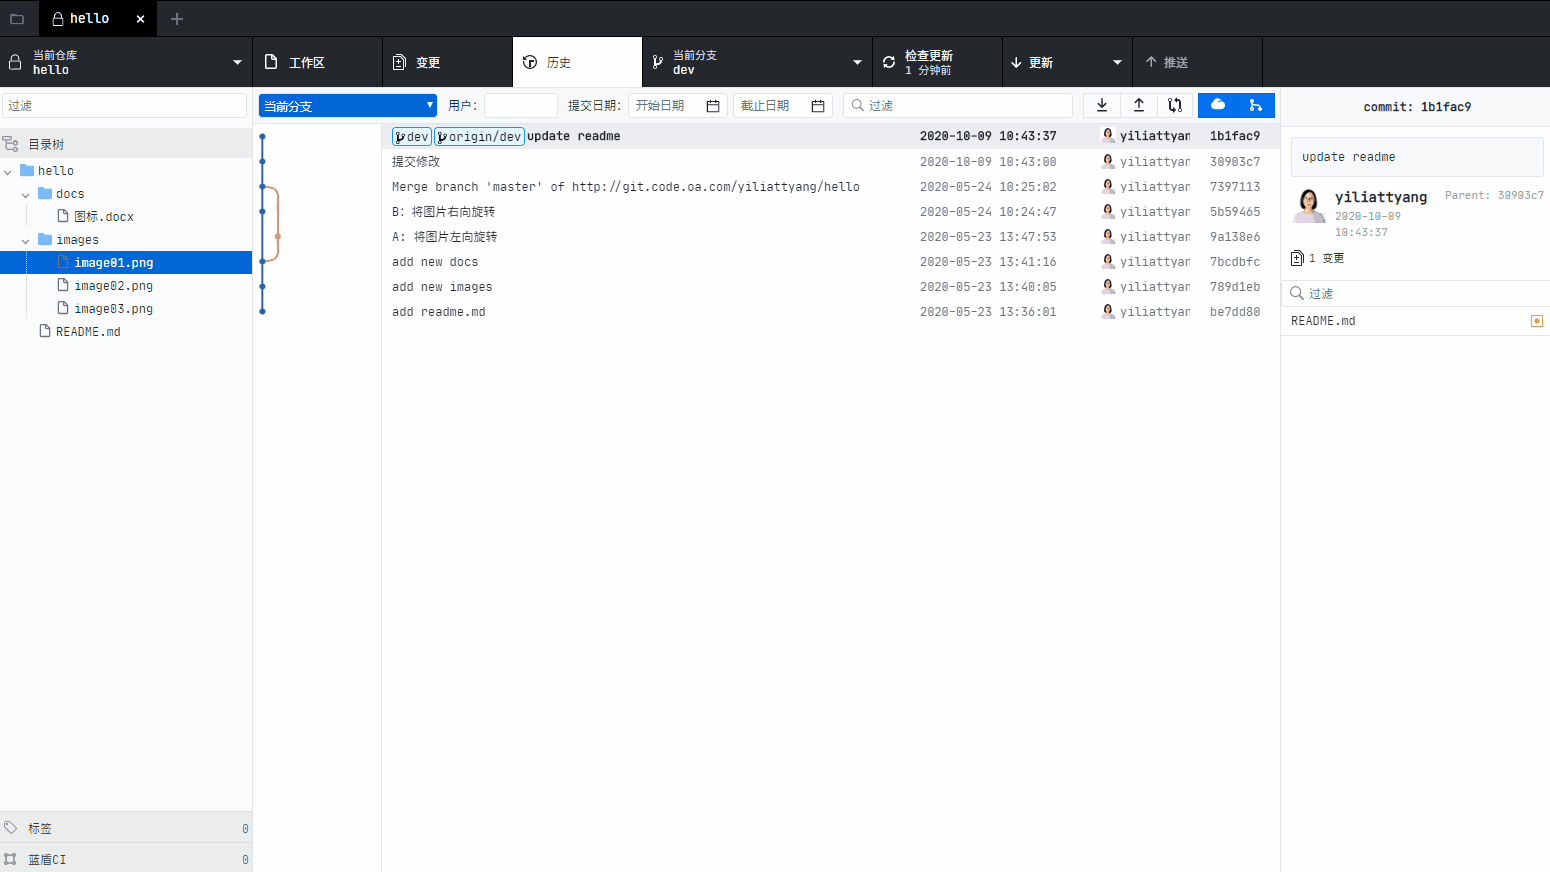 hello
当前仓库
hello
工作区
变更
历史
当前分支
dev
检查更新
1 分钟前
更新
推送
过滤
当前分支
用户:
提交日期:
开始日期
截止日期
过滤
commit: 1b1fac9
目录树
hello
docs
图标.docx
images
image01.png
image02.png
image03.png
README.md
dev origin/dev update readme 2020-10-09 10:43:37 yiliattyan 1b1fac9
提交修改 2020-10-09 10:43:00 yiliattyan 30903c7
Merge branch 'master' of http://git.code.oa.com/yiliattyang/hello 2020-05-24 10:25:02 yiliattyan 7397113
B: 将图片右向旋转 2020-05-24 10:24:47 yiliattyan 5b59465
A: 将图片左向旋转 2020-05-23 13:47:53 yiliattyan 9a138e6
add new docs 2020-05-23 13:41:16 yiliattyan 7bcdbfc
add new images 2020-05-23 13:40:05 yiliattyan 789d1eb
add readme.md 2020-05-23 13:36:01 yiliattyan be7dd80
update readme
yiliattyang
Parent: 30903c7
2020-10-09
10:43:37
1 变更
过滤
README.md
标签 0
蓝盾CI 0